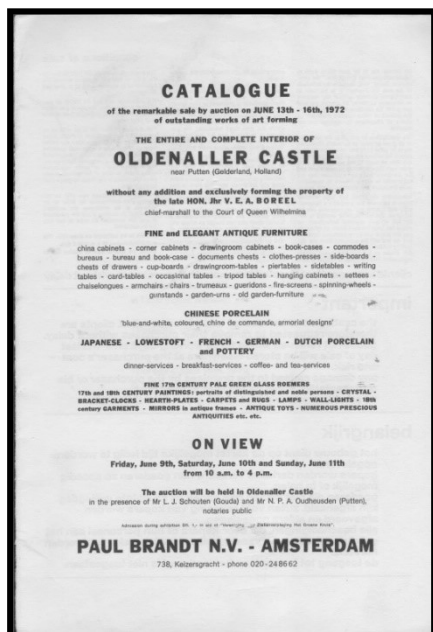 CATALOGUE
of the remarkable sale by auction on JUNE 13th - 16th, 1972
of outstanding works of art forming
THE ENTIRE AND COMPLETE INTERIOR OF
OLDENALLER CASTLE
near Putten (Gelderland, Holland)
without any addition and exclusively forming the property of
the late HON. Jhr V. E. A. BOREEL
chief-marshall to the Court of Queen Wilhelmina
FINE and ELEGANT ANTIQUE FURNITURE
china cabinets - corner cabinets - drawingroom cabinets - book-cases - commodes -
bureaus - bureau and book-case - documents chests - clothes-presses - side-boards -
chests of drawers - cup-boards - drawingroom-tables - piertables - sidetables - writing
tables - card-tables - occasional tables - tripod tables - hanging cabinets - settees -
chaiselongues - armchairs - chairs - trumeaux - gueridons - fire-screens - spinning-wheels -
gunstands - garden-urns - old garden-furniture
CHINESE PORCELAIN
'blue-and-white, coloured, chine de commande, armorial designs'
JAPANESE - LOWESTOFT - FRENCH - GERMAN - DUTCH PORCELAIN
and POTTERY
dinner-services - breakfast-services - coffee- and tea-services
FINE 17th CENTURY PALE GREEN GLASS ROEMERS
17th and 18th CENTURY PAINTINGS: portraits of distinguished and noble persons - CRYSTAL -
BRACKET-CLOCKS - HEARTH-PLATES - CARPETS and RUGS - LAMPS - WALL-LIGHTS - 18th
century GARMENTS - MIRRORS in antique frames - ANTIQUE TOYS - NUMEROUS PRESCIOUS
ANTIQUITIES etc. etc.
ON VIEW
Friday, June 9th, Saturday, June 10th and Sunday, June 11th
from 10 a.m. to 4 p.m.
The auction will be held in Oldenaller Castle
in the presence of Mr L. J. Schouten (Gouda) and Mr N. P. A. Oudheusden (Putten),
notaries public
Admission during exhibition
PAUL BRANDT N.V. - AMSTERDAM
738, Keizersgracht - phone 020-248662
belangrijk